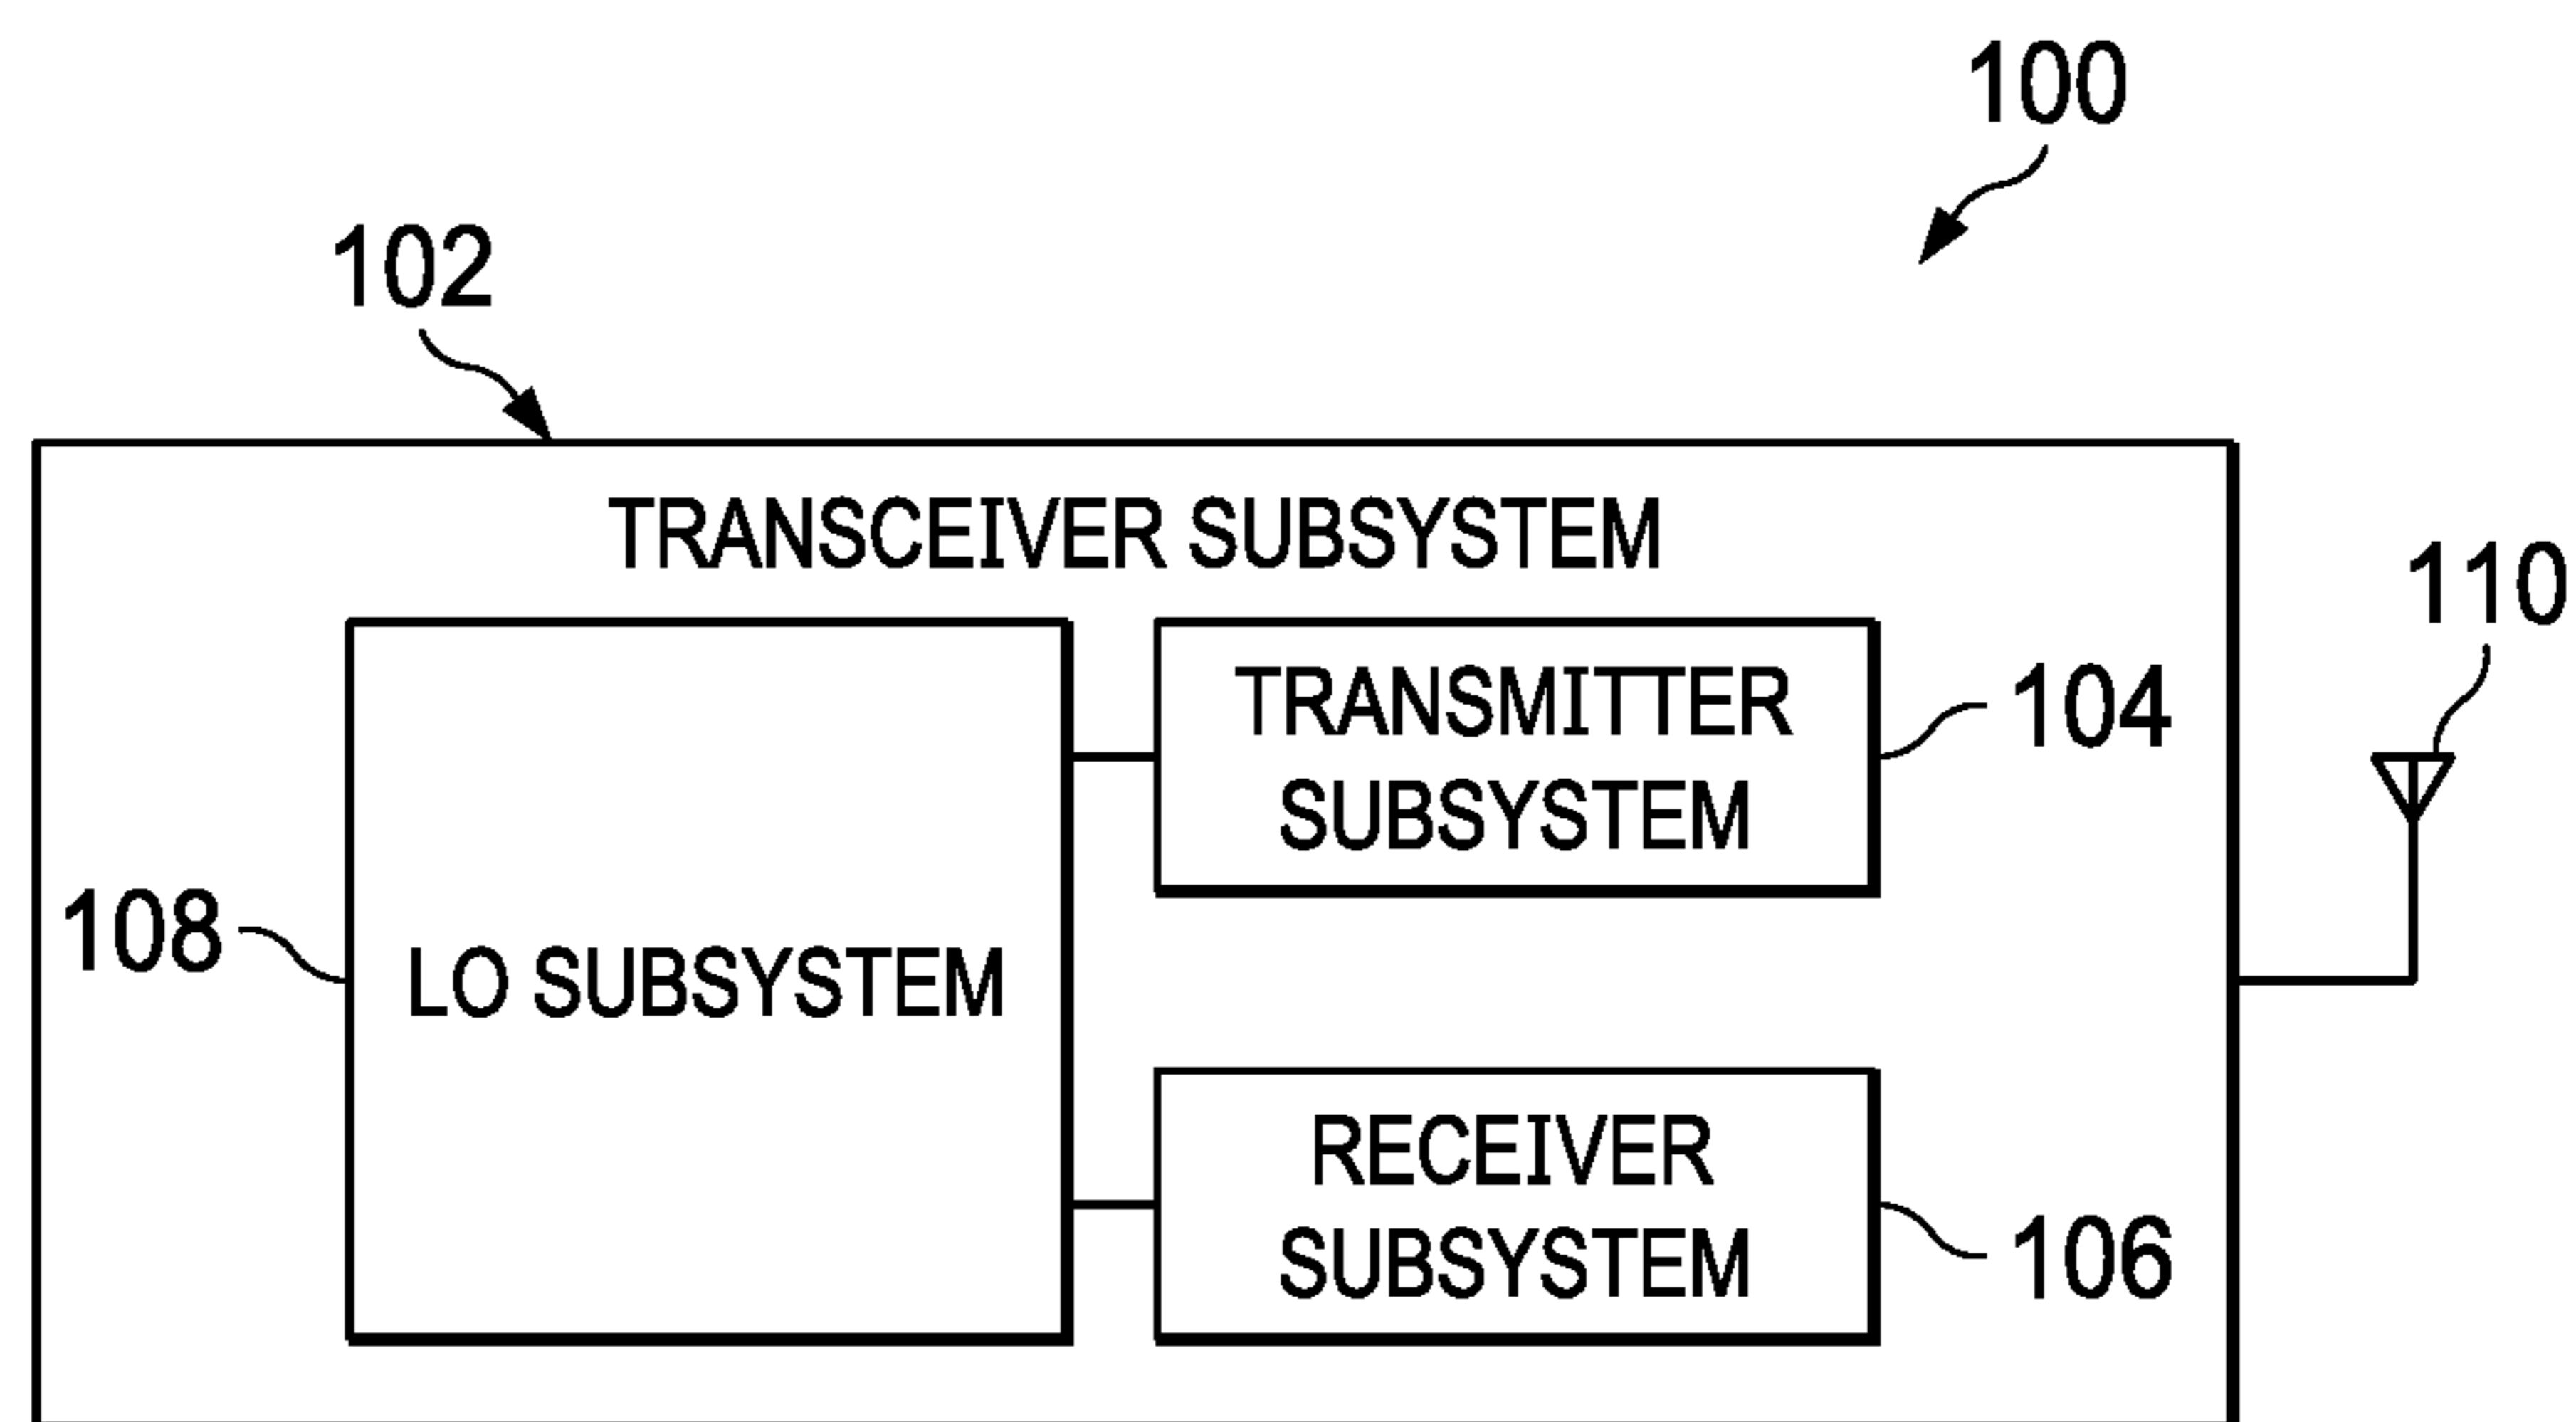 100
102
TRANSCEIVER SUBSYSTEM
110
TRANSMITTER
SUBSYSTEM
104
108
LO SUBSYSTEM
RECEIVER
SUBSYSTEM
106